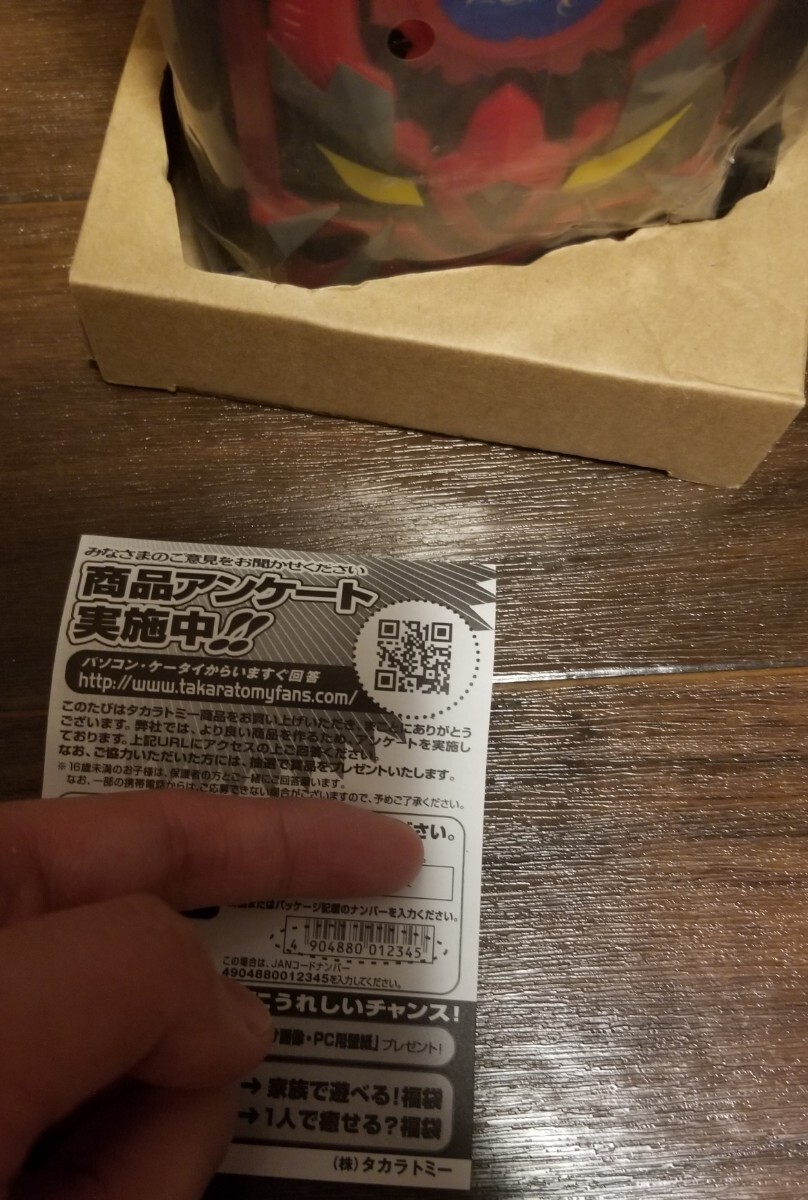 みなさまのご意見をお聞かせください
商品アンケート
実施中!!
パソコン・ケータイからいますぐ回答
http://www.takaratomyfans.com/
このたびはタカラトミー商品をお買い上げいただき、まことにありがとう
ございます。弊社では、より良い商品を作るため、アンケートを実施し
ております。上記URLにアクセスの上ご回答ください。
なお、ご協力いただいた方には、抽選で賞品をプレゼントいたします。
※16歳未満のお子様は、保護者の方とご一緒にご回答願います。
なお、一部の携帯電話からは、ご応募できない場合がございますので、予めご了承ください。
ださい。
またはパッケージ記載のナンバーを入力ください。
4 904880 012345
この場合は、JANコードナンバー
4904880012345を入力してください。
にうれしいチャンス!
画像・PC用壁紙」プレゼント!
→ 家族で遊べる!福袋
→ 1人で癒せる?福袋
(株)タカラトミー